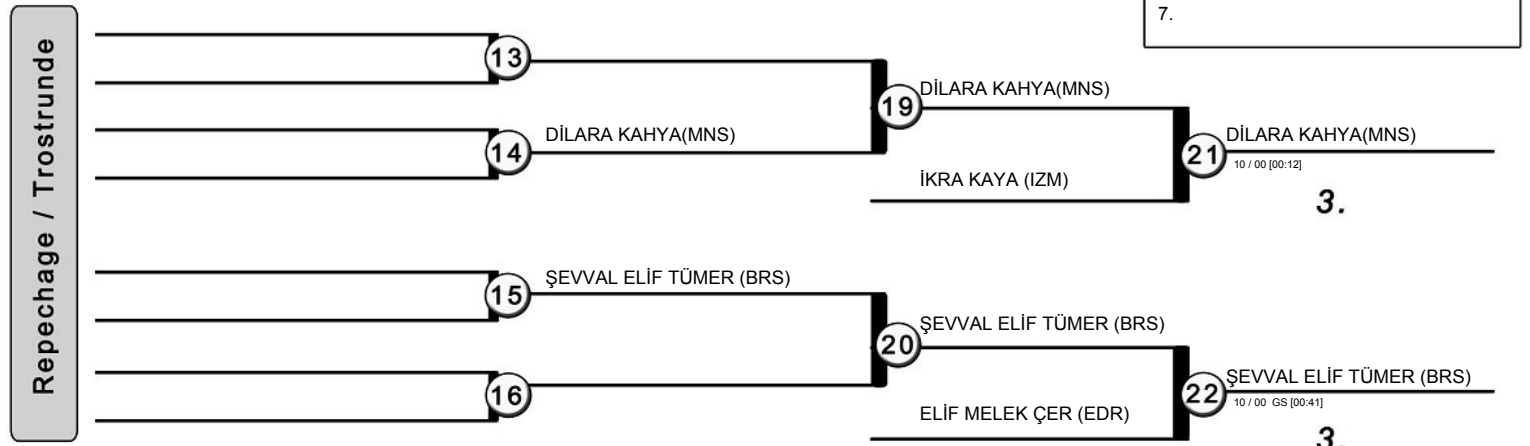 7.
Repechage / Trostrunde
13
19 DİLARA KAHYA(MNS)
14 DİLARA KAHYA(MNS)
21 DİLARA KAHYA(MNS)
10 / 00 [00:12]
İKRA KAYA (IZM)
3.
15 ŞEVVAL ELİF TÜMER (BRS)
20 ŞEVVAL ELİF TÜMER (BRS)
16
22 ŞEVVAL ELİF TÜMER (BRS)
10 / 00 GS [00:41]
ELİF MELEK ÇER (EDR)
3.